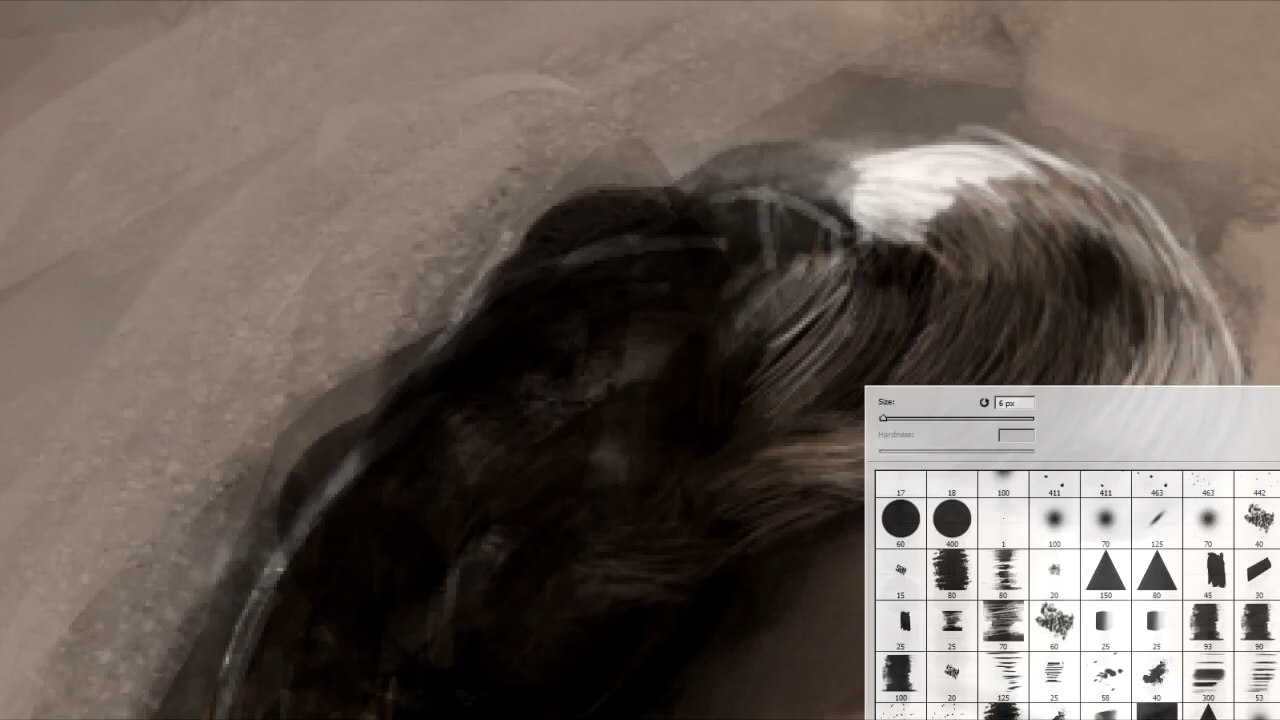 Size: 6 px
Hardness:
17 18 100 411 411 463 463 442
60 400 1 100 70 125 70 40
15 80 80 20 150 80 45 30
25 25 70 60 25 25 93 90
100 20 125 25 58 40 300 53